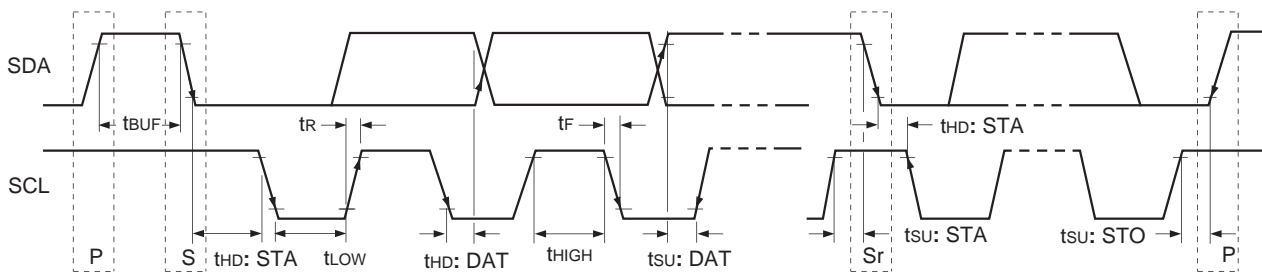 SDA
tBUF
tR
tF
tHD: STA
SCL
P
S
tHD: STA
tLOW
tHD: DAT
tHIGH
tSU: DAT
Sr
tSU: STA
tSU: STO
P